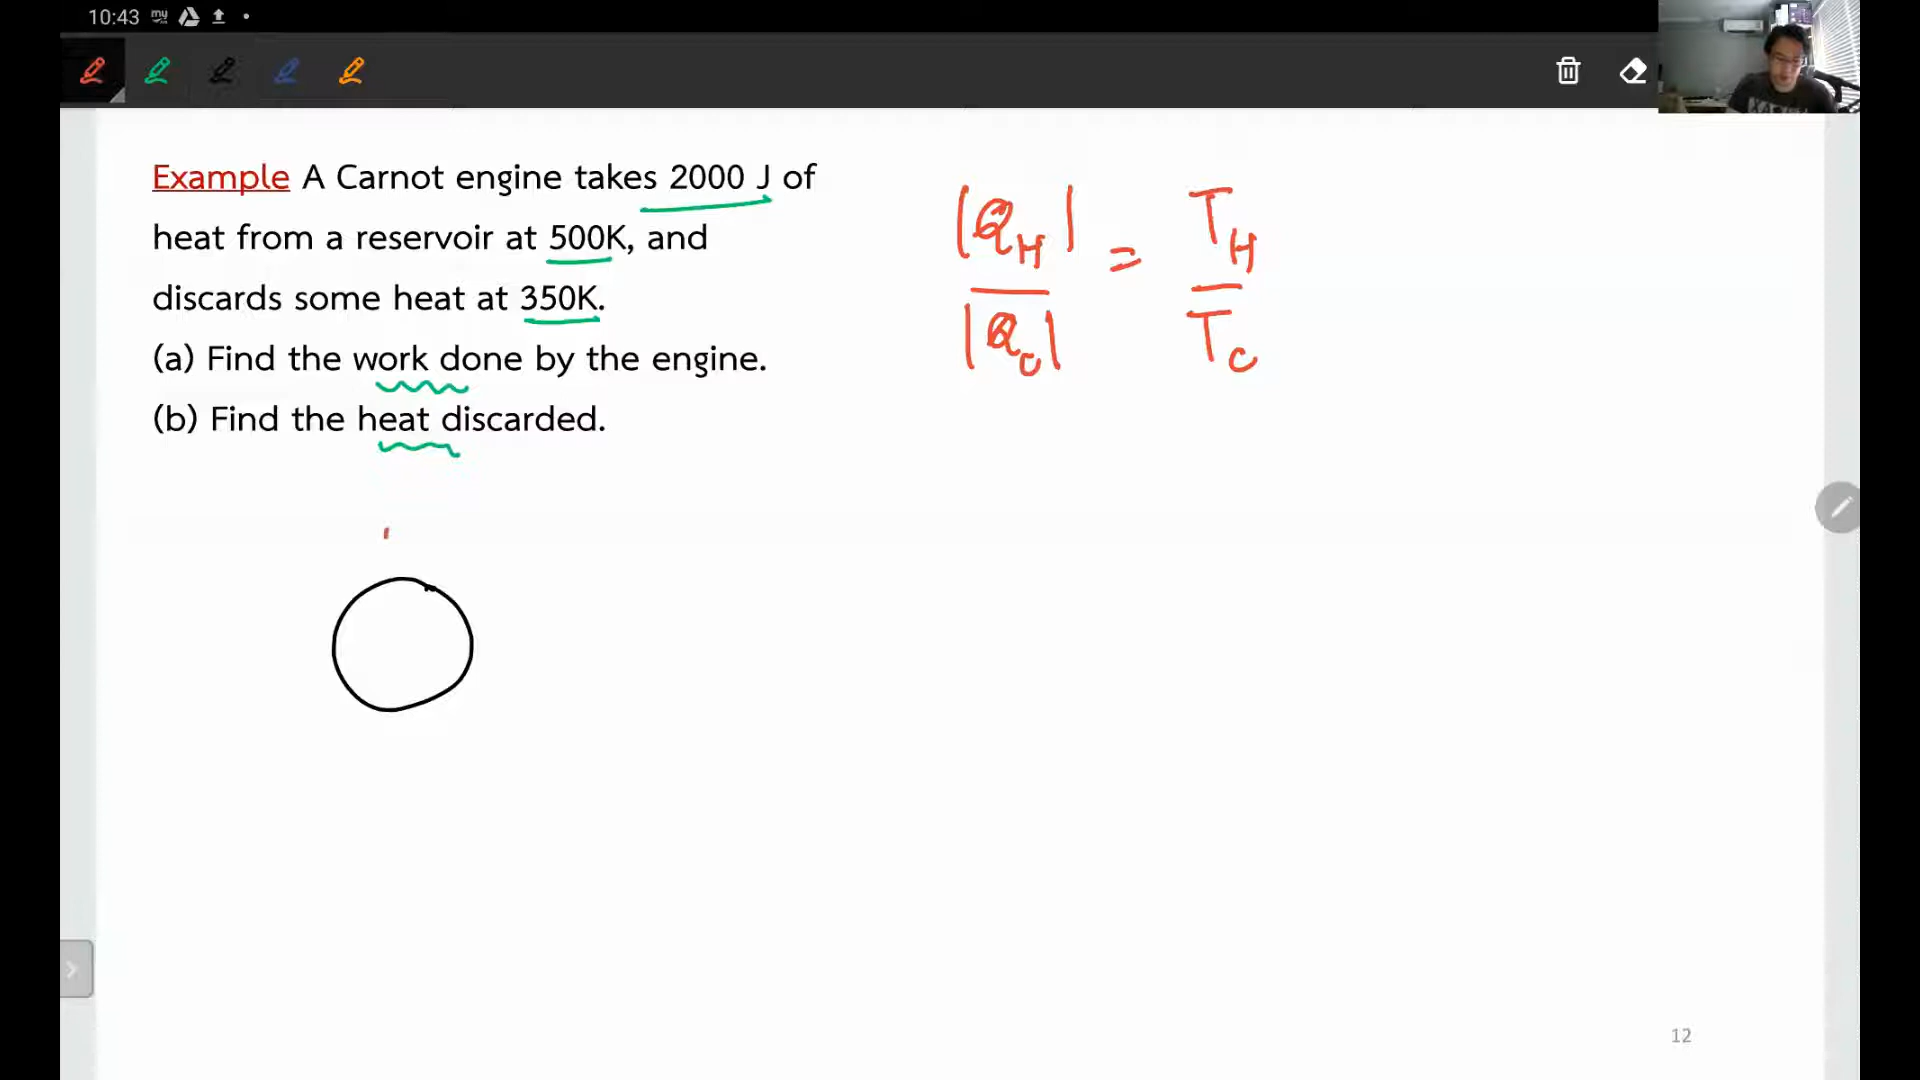 10:43
my
Example A Carnot engine takes 2000 J of
heat from a reservoir at 500K, and
discards some heat at 350K.
(a) Find the work done by the engine.
(b) Find the heat discarded.
|Q_H| / |Q_C| = T_H / T_C
12